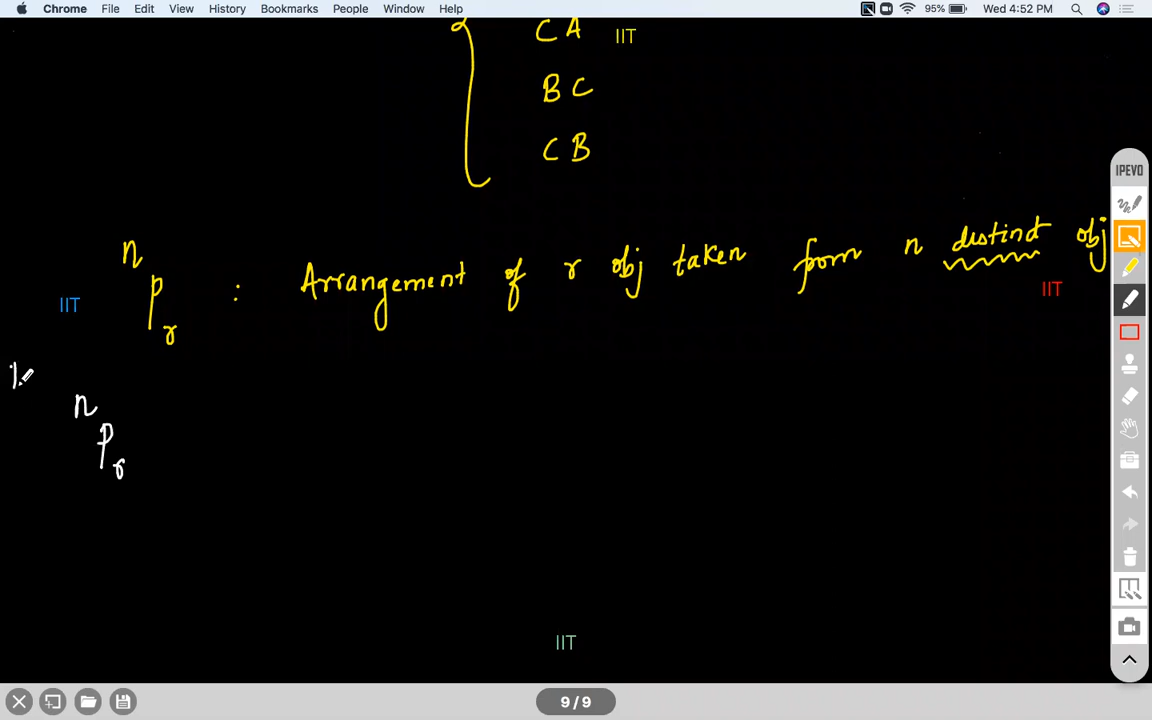 Chrome File Edit View History Bookmarks People Window Help 95% Wed 4:52 PM
CA IIT
BC
CB
IPEVO
n P r : Arrangement of r obj taken from n distinct obj
IIT IIT
n P r
IIT
9 / 9